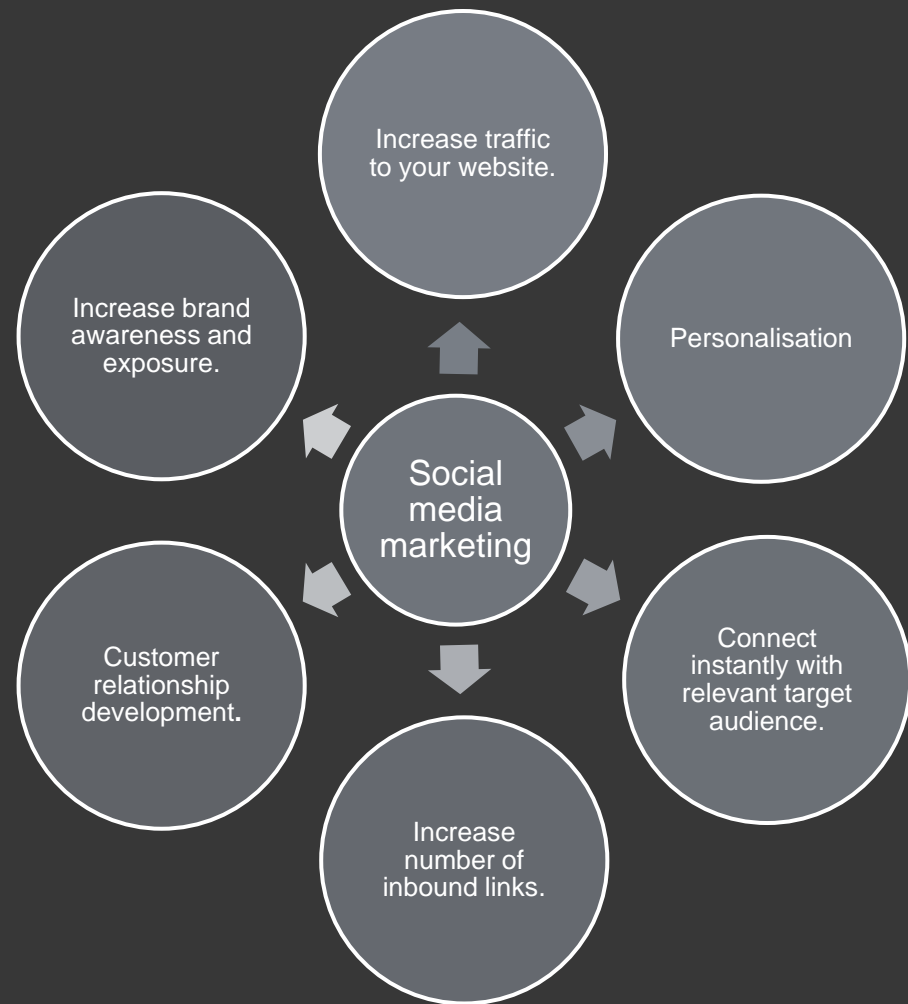 Increase traffic
to your website.
Increase brand
awareness and
exposure.
Personalisation
Social
media
marketing
Customer
relationship
development.
Connect
instantly with
relevant target
audience.
Increase
number of
inbound links.